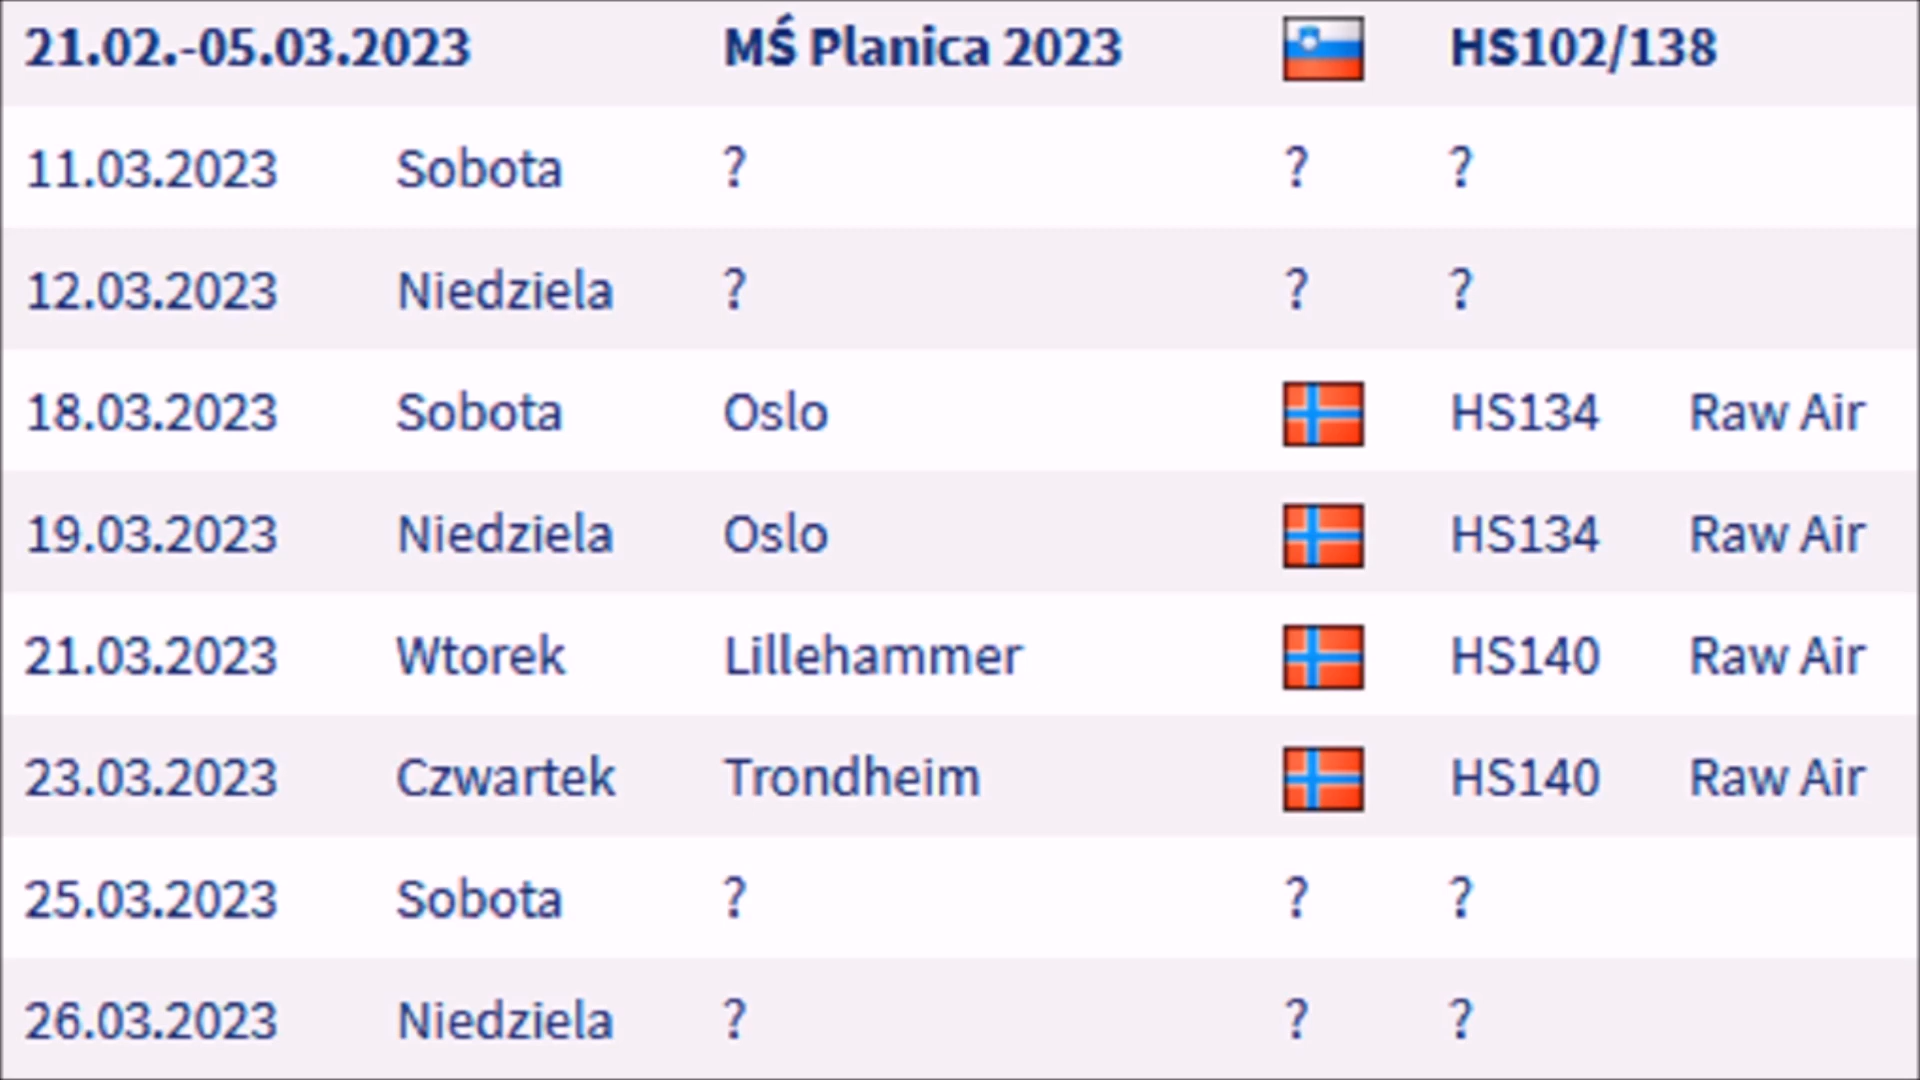 21.02.-05.03.2023 MŚ Planica 2023 HS102/138
11.03.2023 Sobota ? ? ?
12.03.2023 Niedziela ? ? ?
18.03.2023 Sobota Oslo HS134 Raw Air
19.03.2023 Niedziela Oslo HS134 Raw Air
21.03.2023 Wtorek Lillehammer HS140 Raw Air
23.03.2023 Czwartek Trondheim HS140 Raw Air
25.03.2023 Sobota ? ? ?
26.03.2023 Niedziela ? ? ?